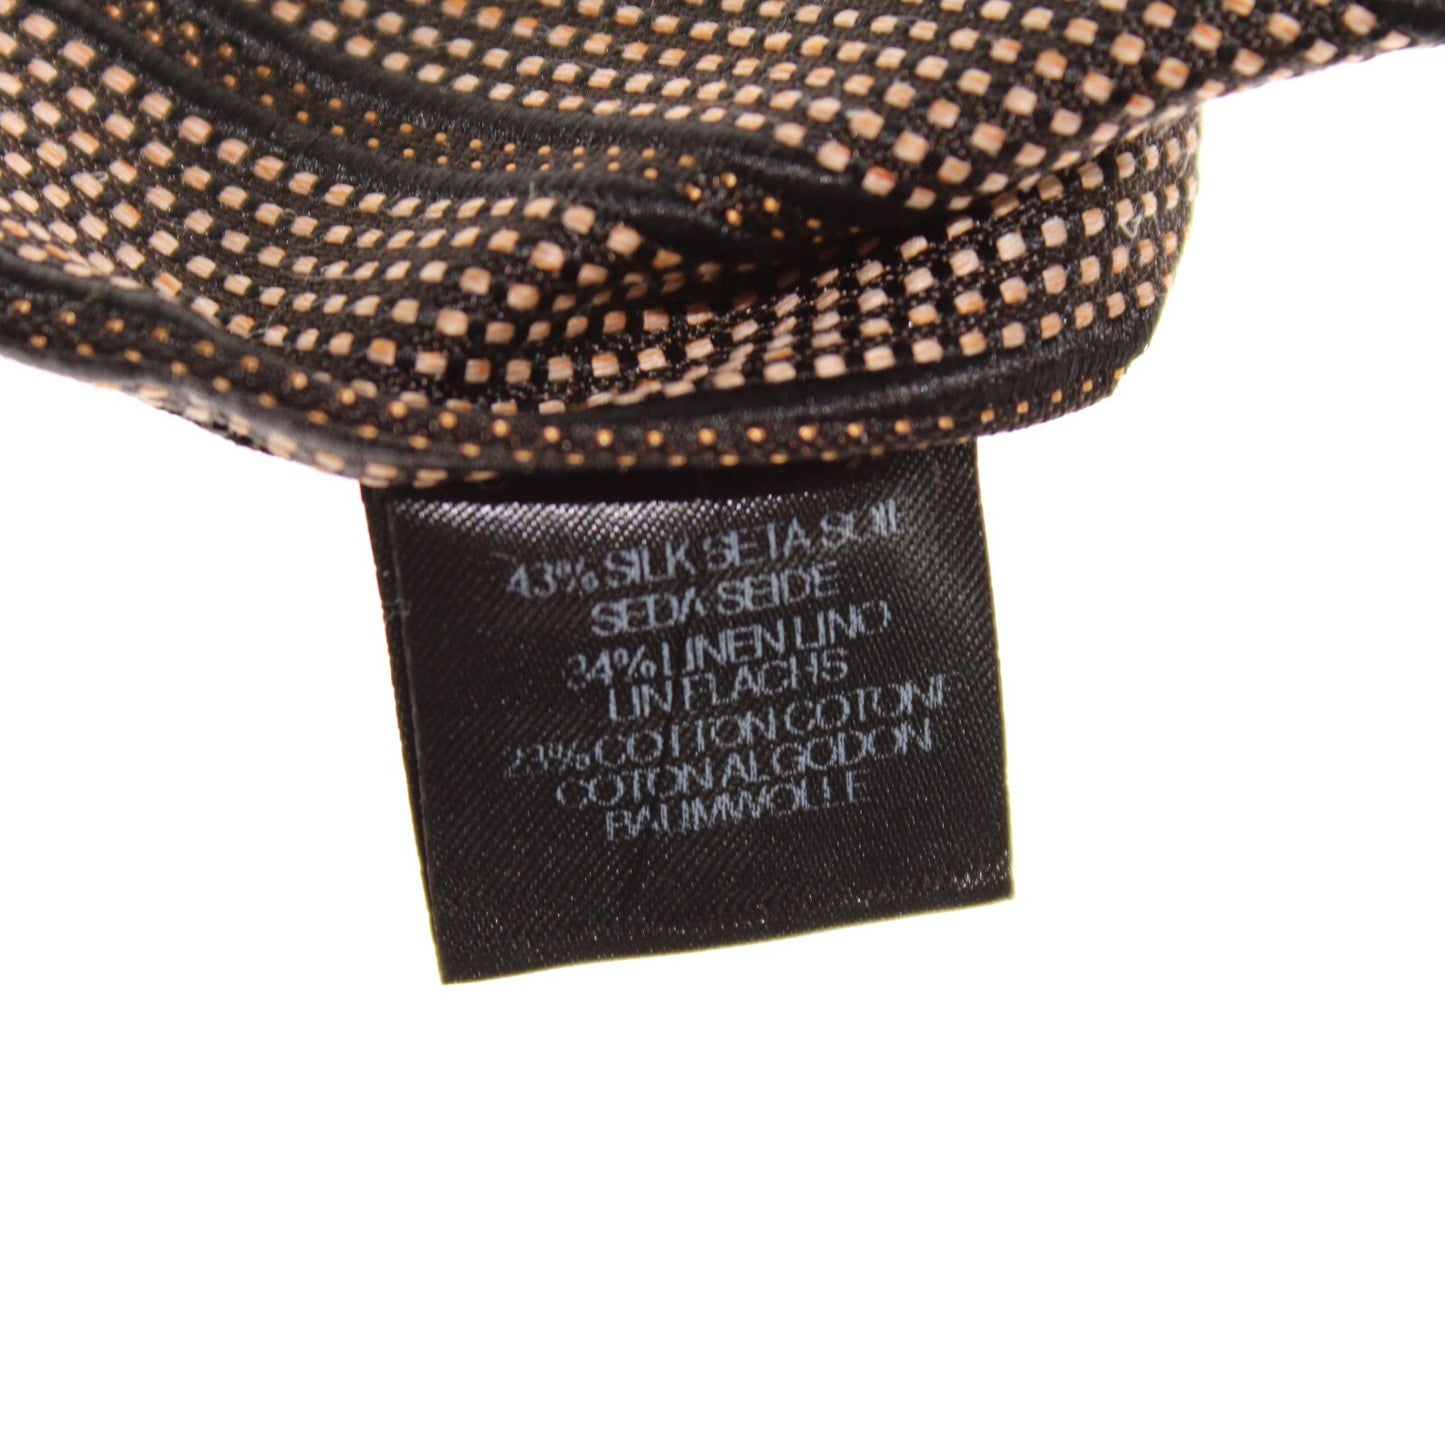 43% SILK SETA SOIE
SEDA SEIDE
34% LINEN LINO
LIN FLACHS
23% COTTON COTONE
COTON ALGODON
BAUMWOLLE